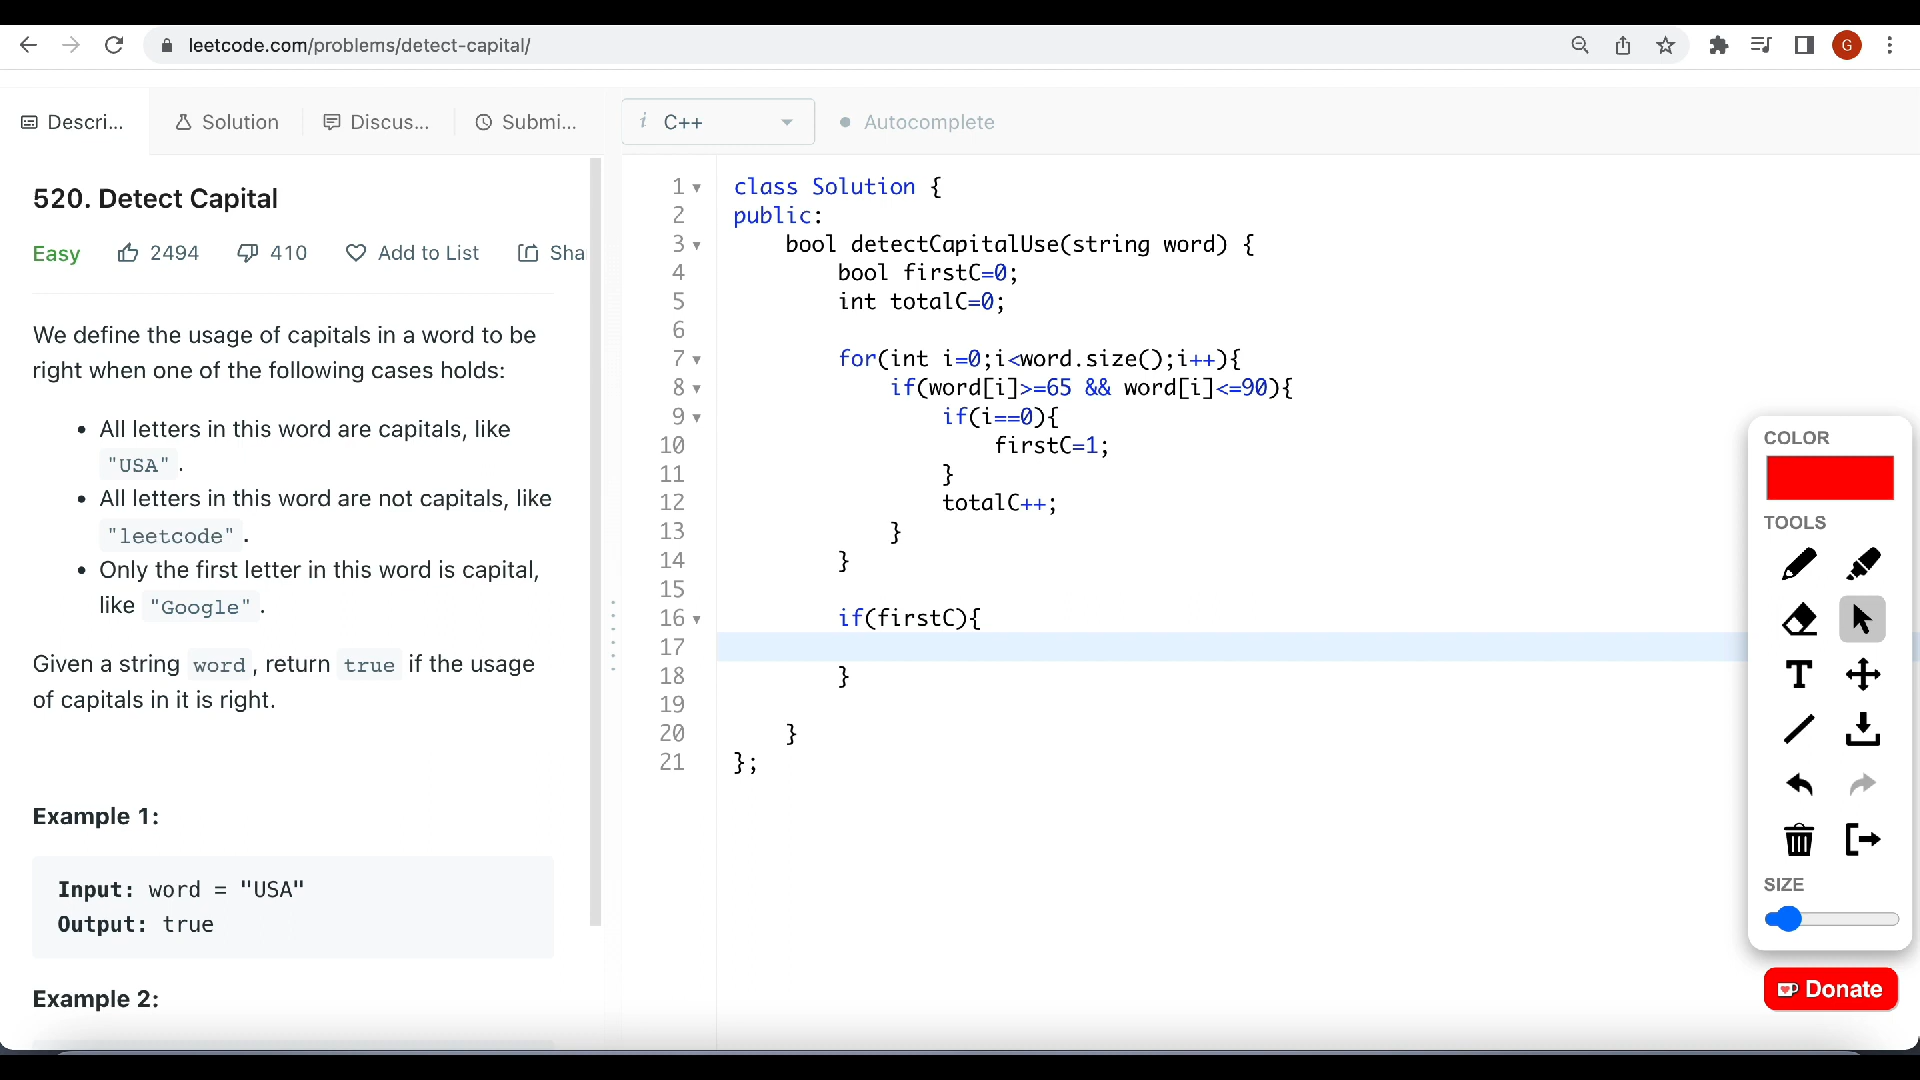 leetcode.com/problems/detect-capital/
G
Descri...
Solution
Discus...
Submi...
i C++
Autocomplete
520. Detect Capital
Easy 2494 410 Add to List Sha
We define the usage of capitals in a word to be
right when one of the following cases holds:
• All letters in this word are capitals, like
"USA" .
• All letters in this word are not capitals, like
"leetcode" .
• Only the first letter in this word is capital,
like "Google" .
Given a string word , return true if the usage
of capitals in it is right.
Example 1:
Input: word = "USA"
Output: true
Example 2:
1 class Solution {
2 public:
3 bool detectCapitalUse(string word) {
4 bool firstC=0;
5 int totalC=0;
6
7 for(int i=0;i<word.size();i++){
8 if(word[i]>=65 && word[i]<=90){
9 if(i==0){
10 firstC=1;
11 }
12 totalC++;
13 }
14 }
15
16 if(firstC){
17
18 }
19
20 }
21 };
COLOR
TOOLS
T
SIZE
Donate